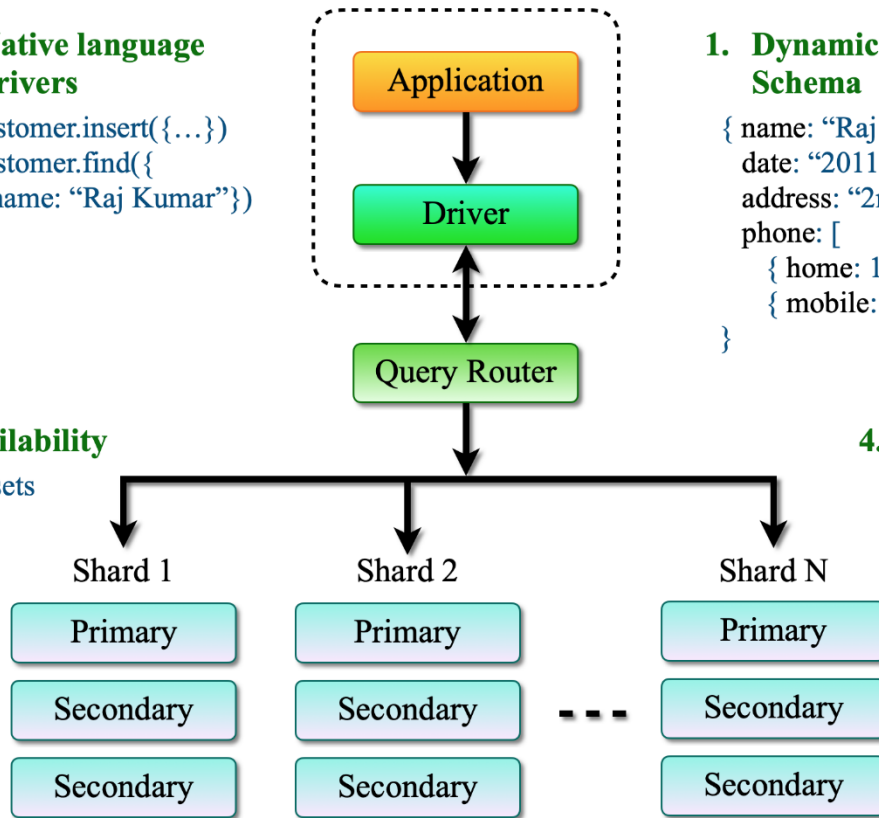 ative language
rivers
stomer.insert({…})
stomer.find({
name: “Raj Kumar”})
Application
Driver
Query Router
1. Dynamic
Schema
{ name: “Raj
date: “2011
address: “2
phone: [
{ home: 1
{ mobile:
}
ilability
sets
4.
Shard 1
Shard 2
Shard N
Primary
Primary
Primary
Secondary
Secondary
Secondary
Secondary
Secondary
Secondary